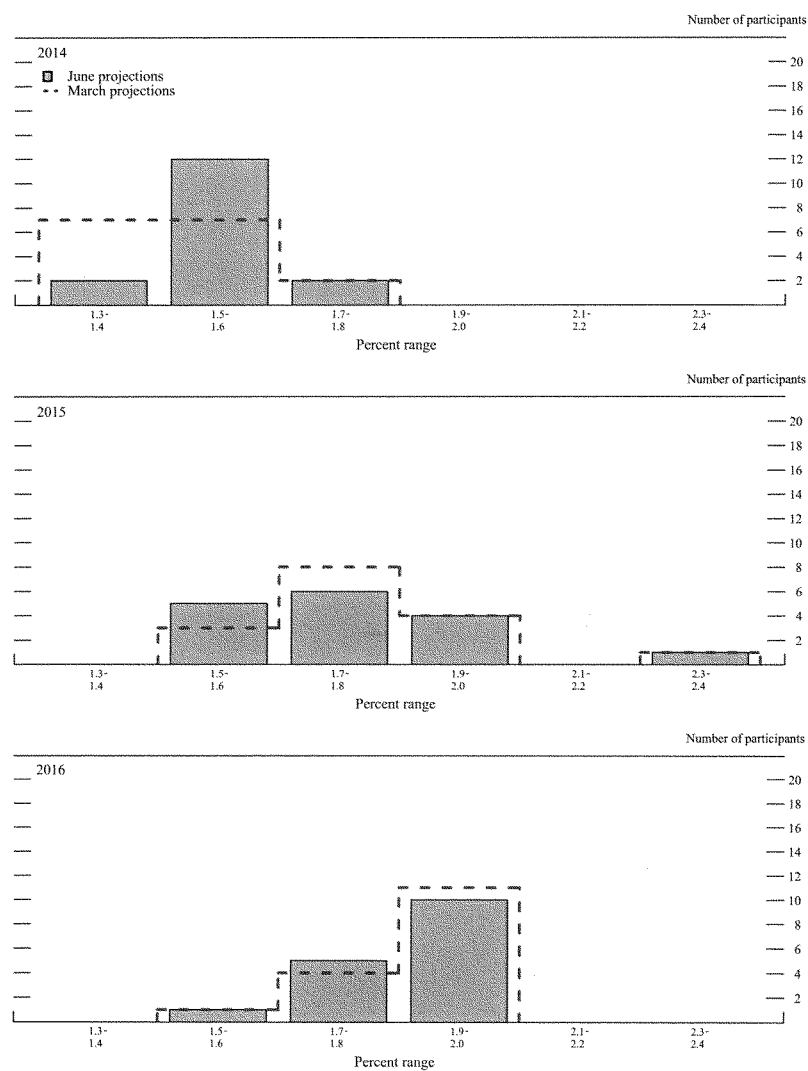 Number of participants
2014
June projections
March projections
20
18
16
14
12
10
8
6
4
2
1.3- 1.5- 1.7- 1.9- 2.1- 2.3-
1.4 1.6 1.8 2.0 2.2 2.4
Percent range
Number of participants
2015
20
18
16
14
12
10
8
6
4
2
1.3- 1.5- 1.7- 1.9- 2.1- 2.3-
1.4 1.6 1.8 2.0 2.2 2.4
Percent range
Number of participants
2016
20
18
16
14
12
10
8
6
4
2
1.3- 1.5- 1.7- 1.9- 2.1- 2.3-
1.4 1.6 1.8 2.0 2.2 2.4
Percent range